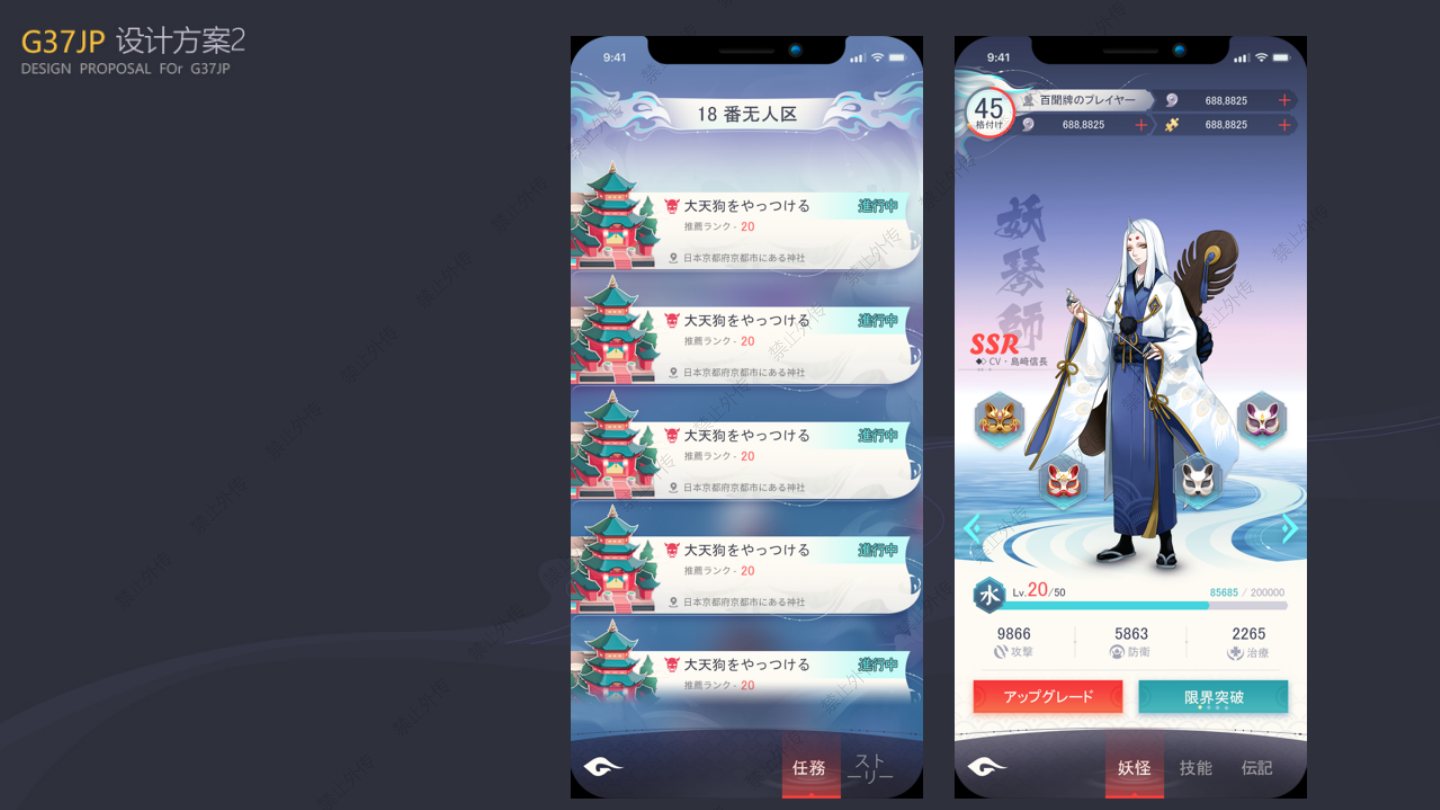 G37JP 设计方案2
DESIGN PROPOSAL FOr G37JP
9:41
18 番无人区
大天狗をやっつける
進行中
推薦ランク - 20
日本京都府京都市にある神社
大天狗をやっつける
進行中
推薦ランク - 20
日本京都府京都市にある神社
大天狗をやっつける
進行中
推薦ランク - 20
日本京都府京都市にある神社
大天狗をやっつける
進行中
推薦ランク - 20
日本京都府京都市にある神社
大天狗をやっつける
進行中
推薦ランク - 20
任務
スト
ーリー
9:41
45
格付け
百聞牌のプレイヤー
688,8825
688,8825
688,8825
妖琴師
SSR
CV · 島﨑信長
水
Lv.20/50
85685 / 200000
9866
攻撃
5863
防衛
2265
治療
アップグレード
限界突破
妖怪
技能
伝記
禁止外传